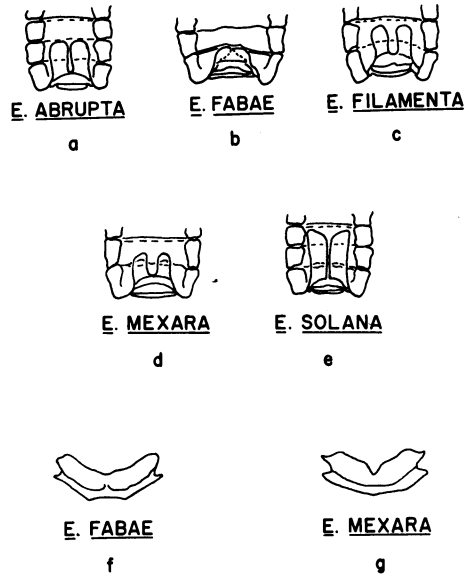 E. ABRUPTA
a
E. FABAE
b
E. FILAMENTA
c
E. MEXARA
d
E. SOLANA
e
E. FABAE
f
E. MEXARA
g